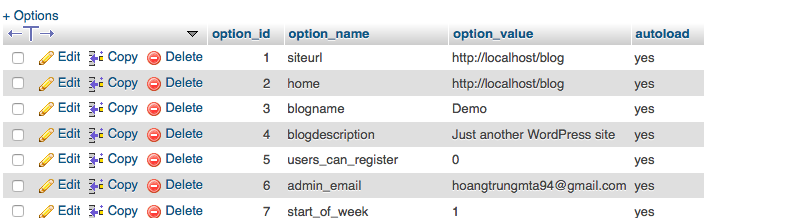 + Options
←T→ option_id option_name option_value autoload
Edit Copy Delete 1 siteurl http://localhost/blog yes
Edit Copy Delete 2 home http://localhost/blog yes
Edit Copy Delete 3 blogname Demo yes
Edit Copy Delete 4 blogdescription Just another WordPress site yes
Edit Copy Delete 5 users_can_register 0 yes
Edit Copy Delete 6 admin_email hoangtrungmta94@gmail.com yes
Edit Copy Delete 7 start_of_week 1 yes